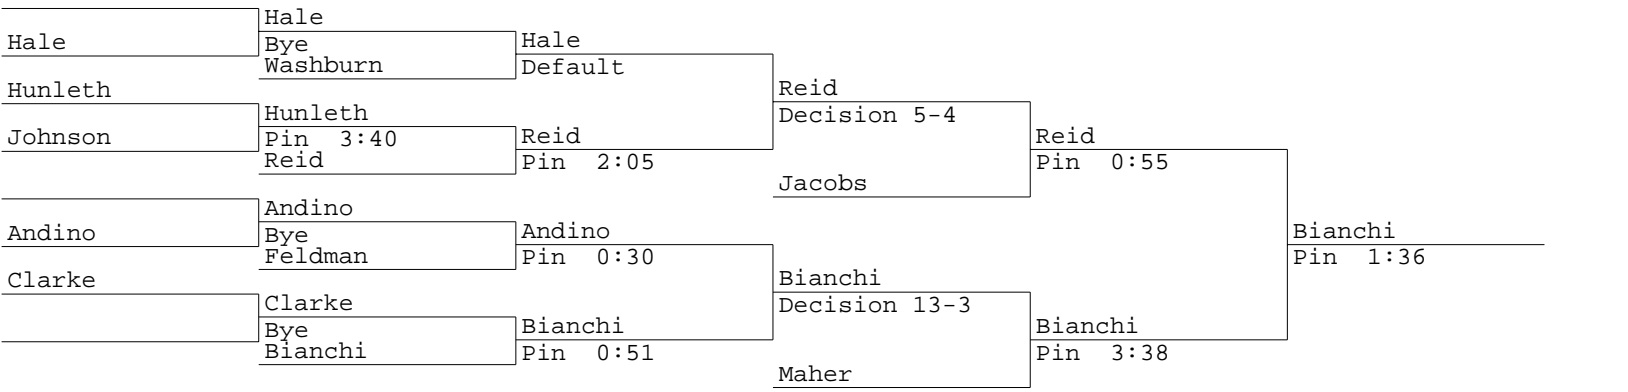 Hale
Hunleth
Johnson
Andino
Clarke
Hale
Bye
Washburn
Hunleth
Pin 3:40
Reid
Andino
Bye
Feldman
Clarke
Bye
Bianchi
Hale
Default
Reid
Pin 2:05
Andino
Pin 0:30
Bianchi
Pin 0:51
Reid
Decision 5-4
Jacobs
Bianchi
Decision 13-3
Maher
Reid
Pin 0:55
Bianchi
Pin 3:38
Bianchi
Pin 1:36